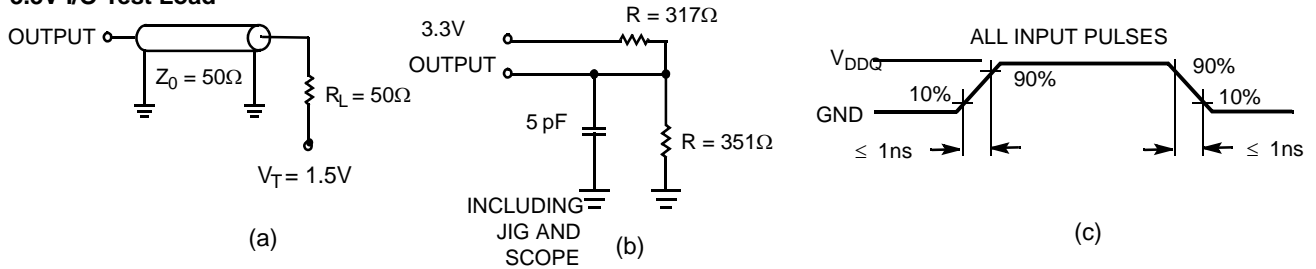 3.3V I/O Test Load
OUTPUT
Z0 = 50Ω
RL = 50Ω
VT = 1.5V
(a)
R = 317Ω
3.3V
OUTPUT
5 pF
R = 351Ω
INCLUDING
JIG AND
SCOPE
(b)
ALL INPUT PULSES
VDDQ
GND
10%
90%
90%
10%
≤ 1ns
≤ 1ns
(c)